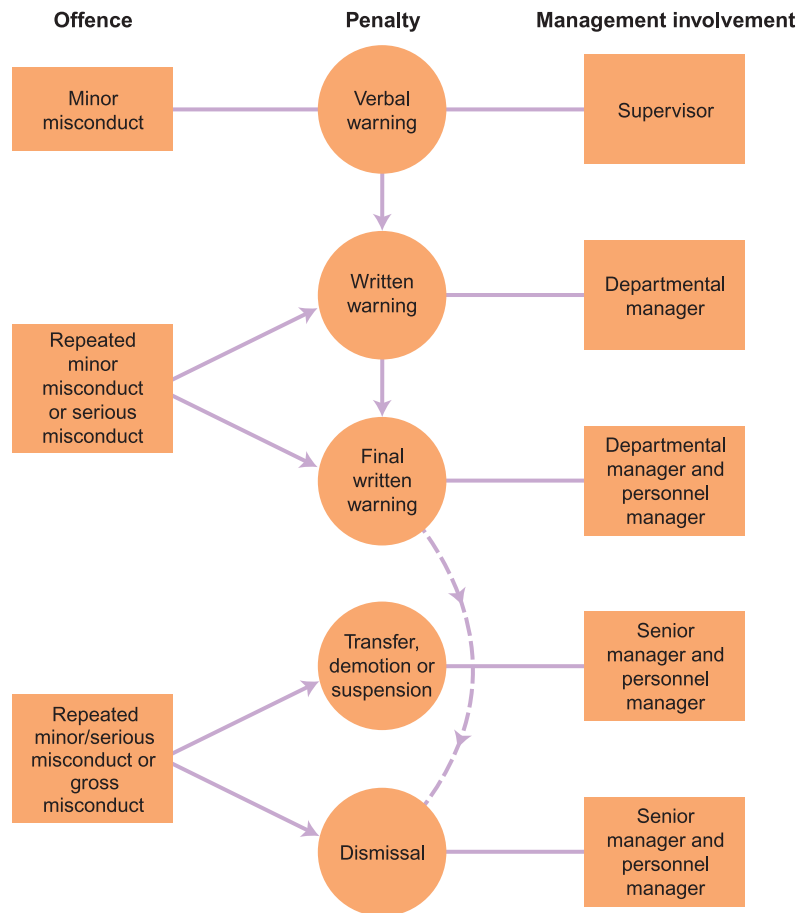 Offence
Penalty
Management involvement
Minor
misconduct
Verbal
warning
Supervisor
Written
warning
Departmental
manager
Repeated
minor
misconduct
or serious
misconduct
Final
written
warning
Departmental
manager and
personnel
manager
Transfer,
demotion or
suspension
Senior
manager and
personnel
manager
Repeated
minor/serious
misconduct or
gross
misconduct
Dismissal
Senior
manager and
personnel
manager